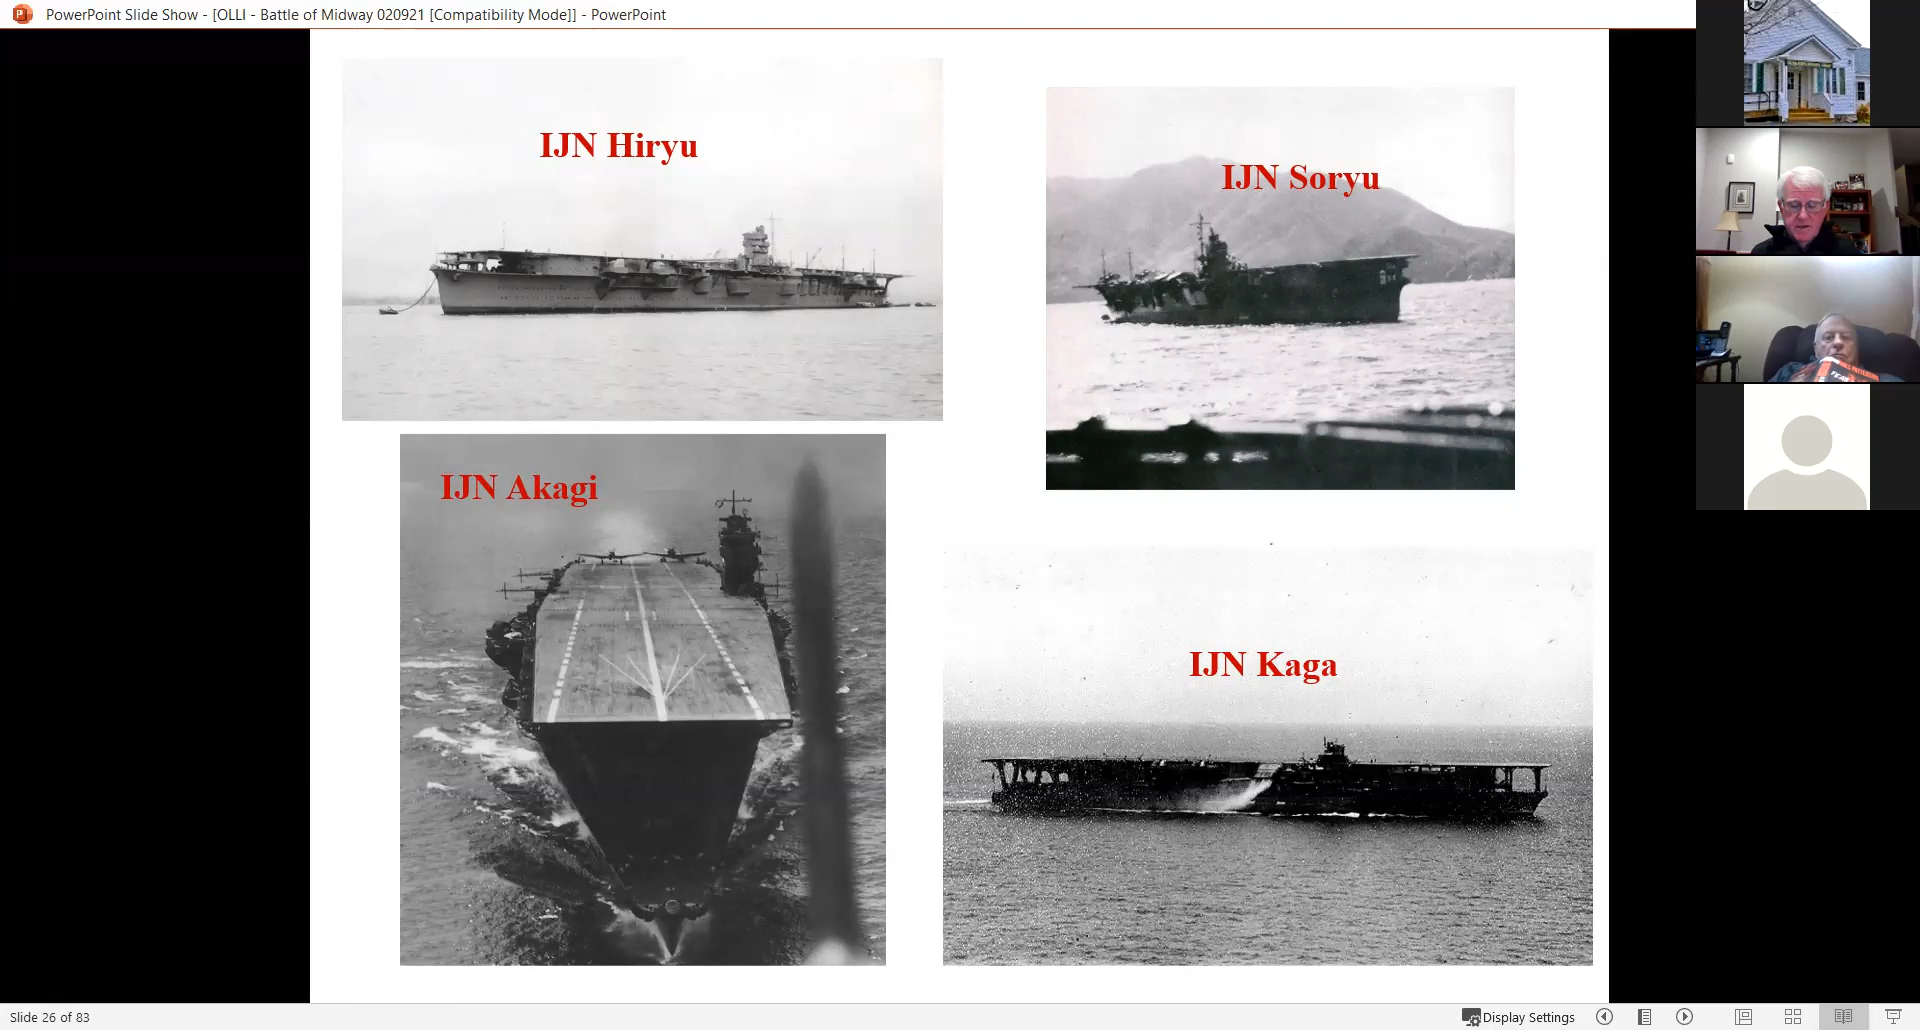 PowerPoint Slide Show - [OLLI - Battle of Midway 020921 [Compatibility Mode]] - PowerPoint
IJN Hiryu
IJN Soryu
IJN Akagi
IJN Kaga
Slide 26 of 83
Display Settings